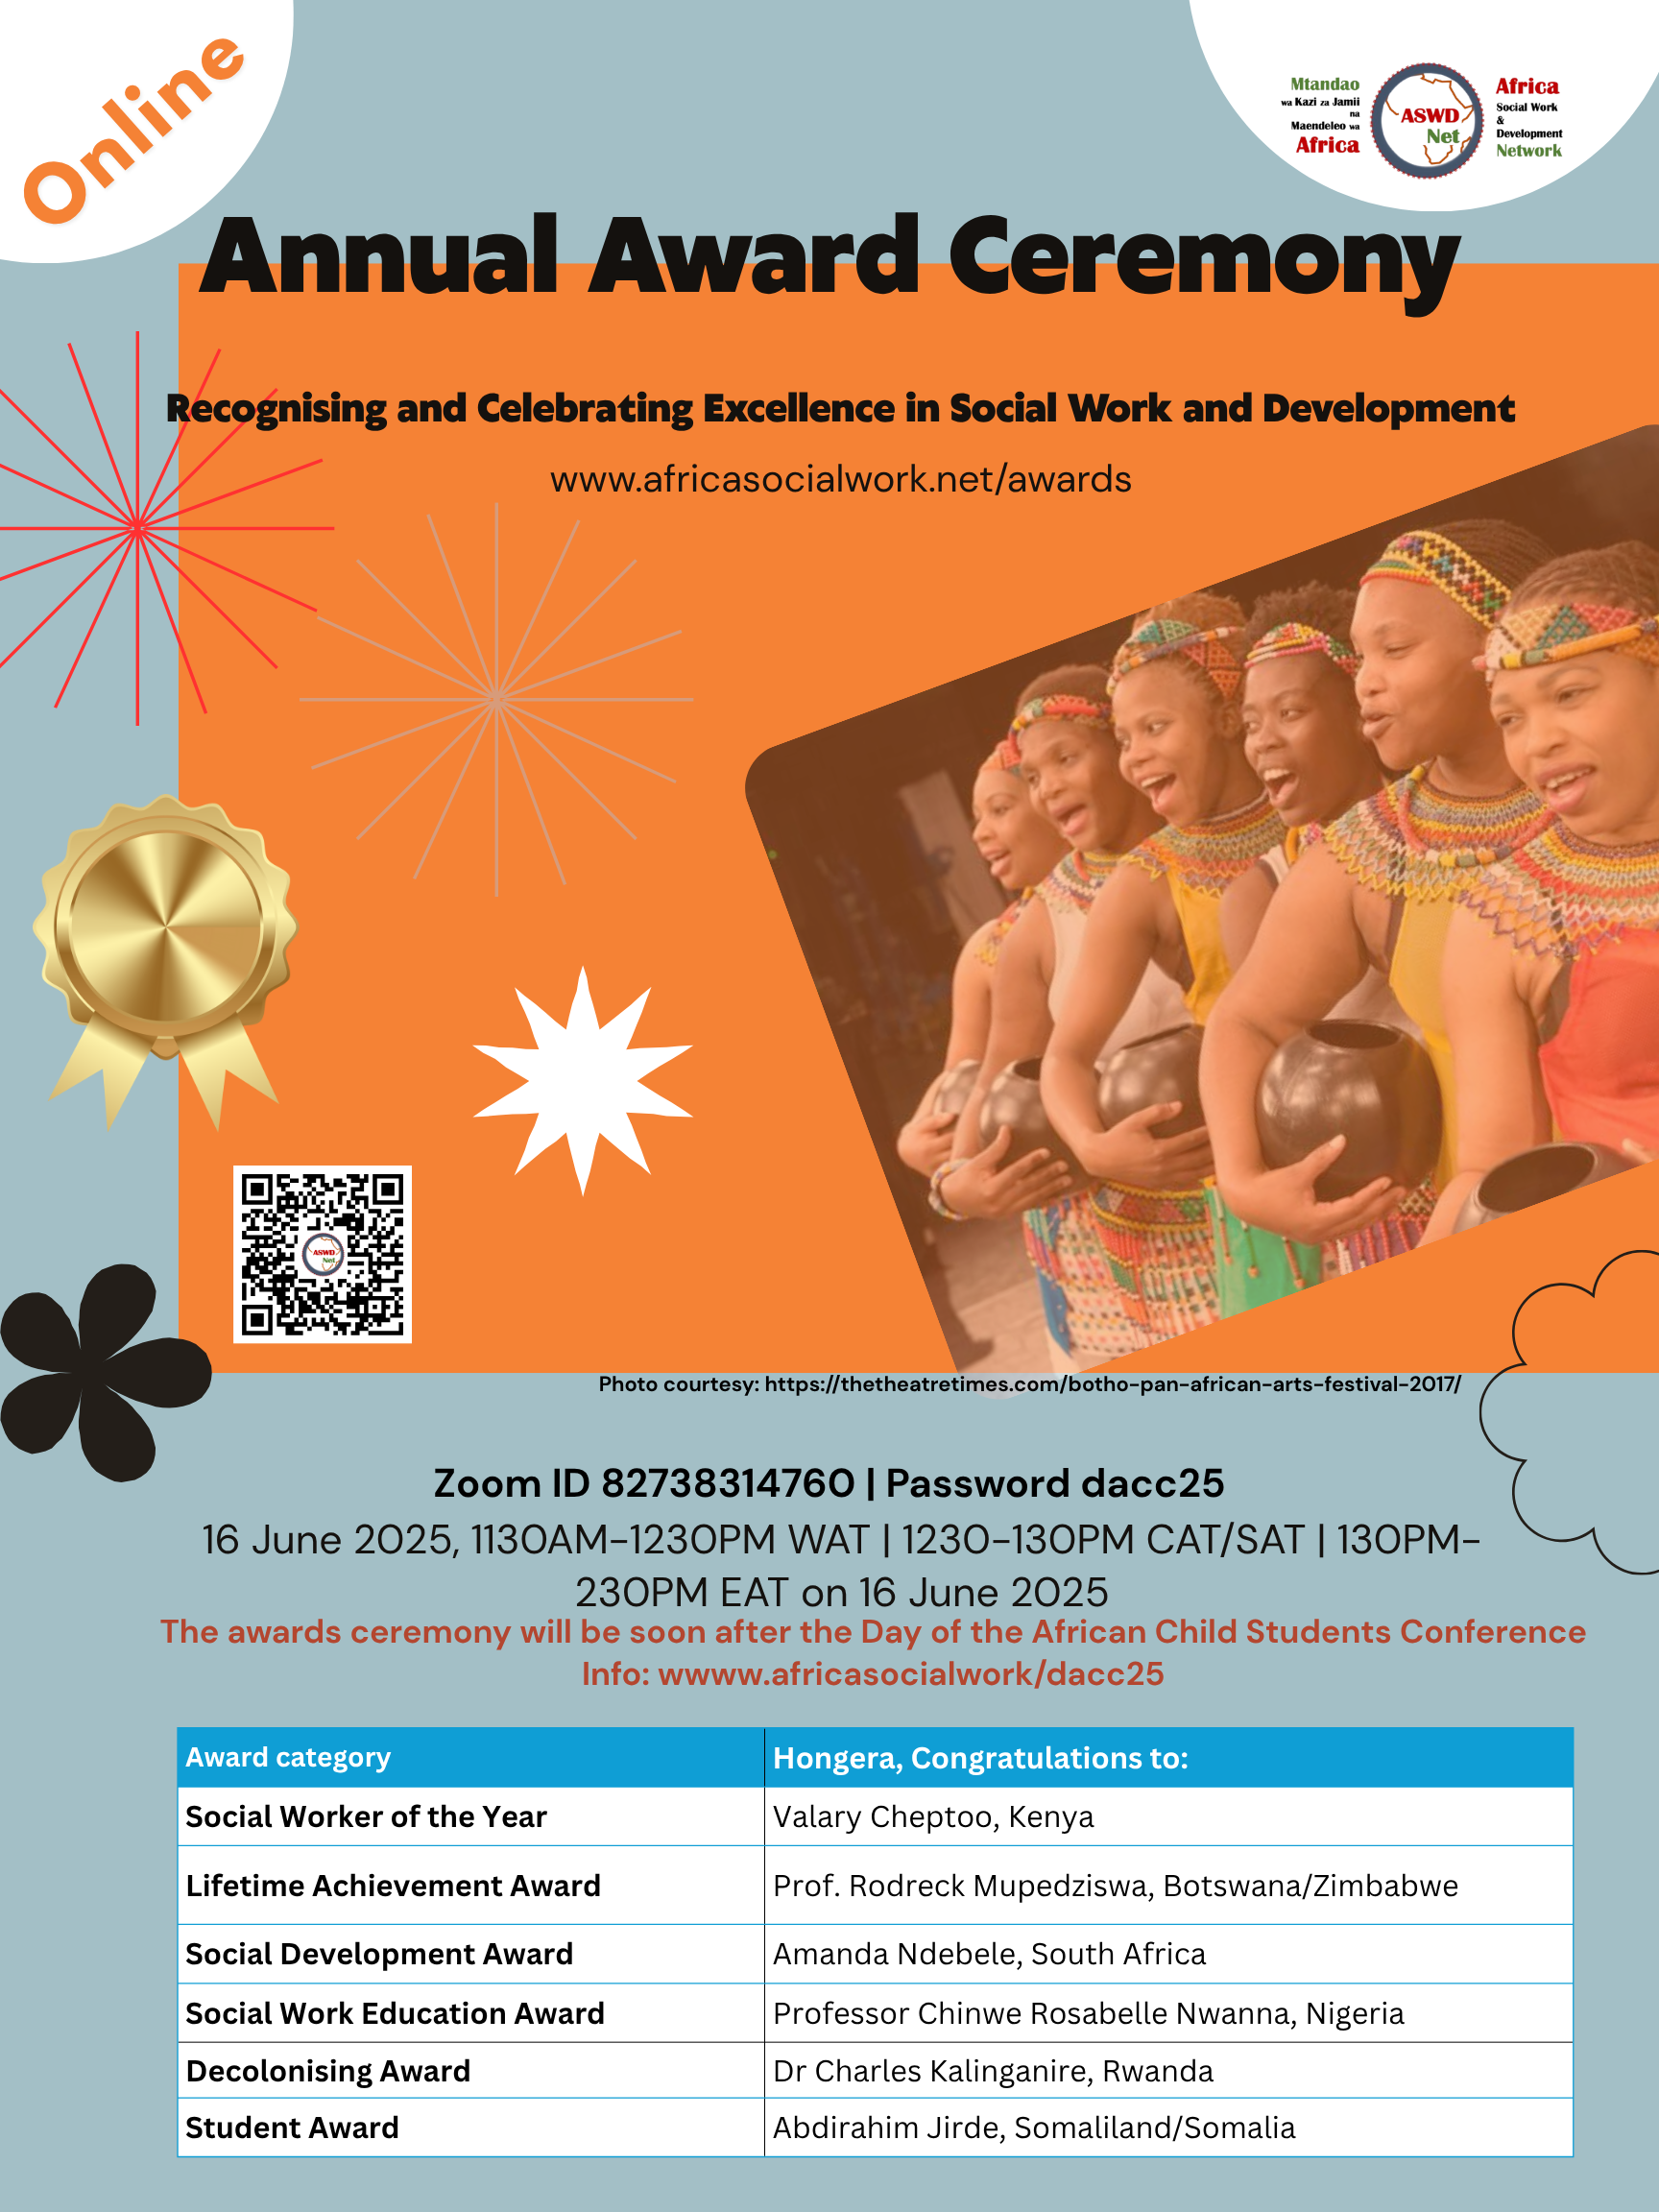 Online
Mtandao
wa Kazi za Jamii
na
Maendeleo wa
Africa
ASWD
Net
Africa
Social Work
&
Development
Network
Annual Award Ceremony
Recognising and Celebrating Excellence in Social Work and Development
www.africasocialwork.net/awards
ASWD
Net
Photo courtesy: https://thetheatretimes.com/botho-pan-african-arts-festival-2017/
Zoom ID 82738314760 | Password dacc25
16 June 2025, 1130AM-1230PM WAT | 1230-130PM CAT/SAT | 130PM-
230PM EAT on 16 June 2025
The awards ceremony will be soon after the Day of the African Child Students Conference
Info: wwww.africasocialwork/dacc25
Award category Hongera, Congratulations to:
Social Worker of the Year Valary Cheptoo, Kenya
Lifetime Achievement Award Prof. Rodreck Mupedziswa, Botswana/Zimbabwe
Social Development Award Amanda Ndebele, South Africa
Social Work Education Award Professor Chinwe Rosabelle Nwanna, Nigeria
Decolonising Award Dr Charles Kalinganire, Rwanda
Student Award Abdirahim Jirde, Somaliland/Somalia